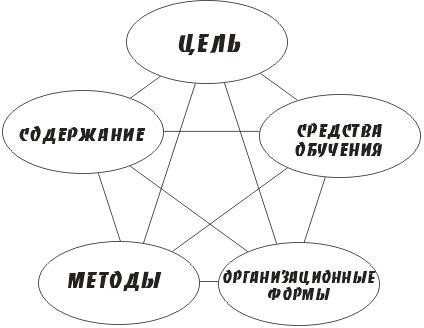 ЦЕЛЬ
СОДЕРЖАНИЕ
СРЕДСТВА
ОБУЧЕНИЯ
МЕТОДЫ
ОРГАНИЗАЦИОННЫЕ
ФОРМЫ